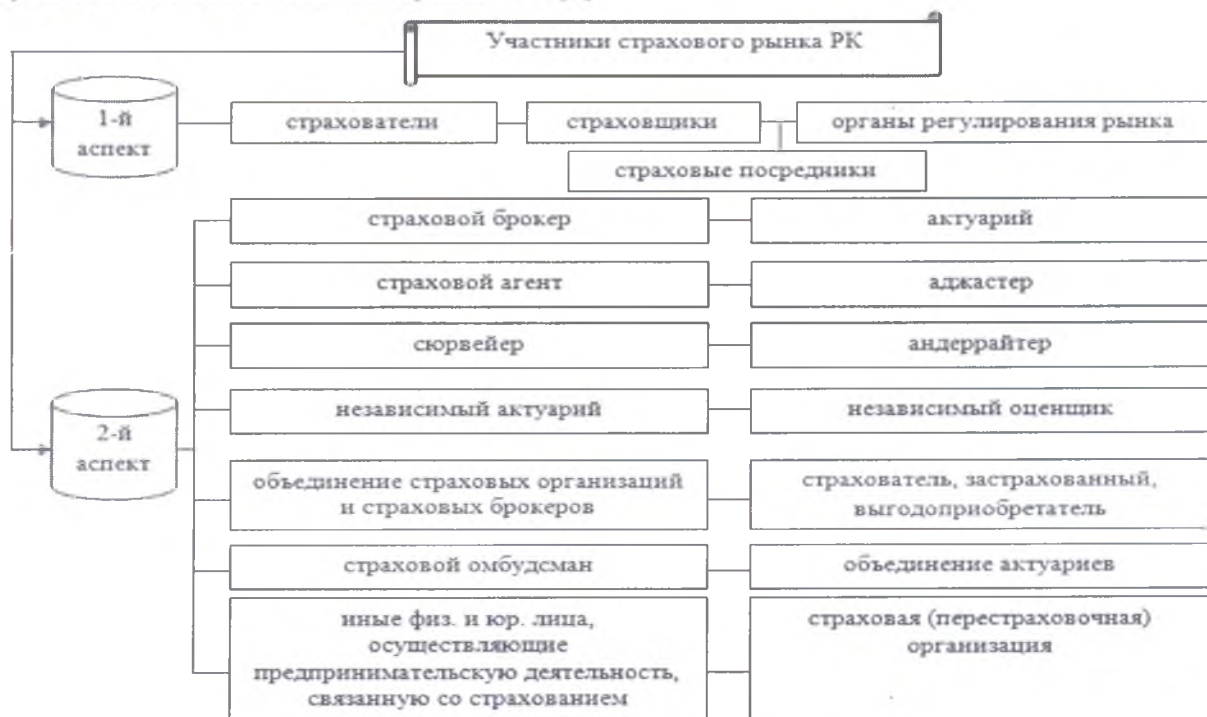 Участники страхового рынка РК
1-й
аспект
страхователи
страховщики
органы регулирования рынка
страховые посредники
страховой брокер
актуарий
страховой агент
аджастер
сюрвейер
андеррайтер
2-й
аспект
независимый актуарий
независимый оценщик
объединение страховых организаций
и страховых брокеров
страхователь, застрахованный,
выгодоприобретатель
страховой омбудсман
объединение актуариев
иные физ. и юр. лица,
осуществляющие
предпринимательскую деятельность,
связанную со страхованием
страховая (перестраховочная)
организация